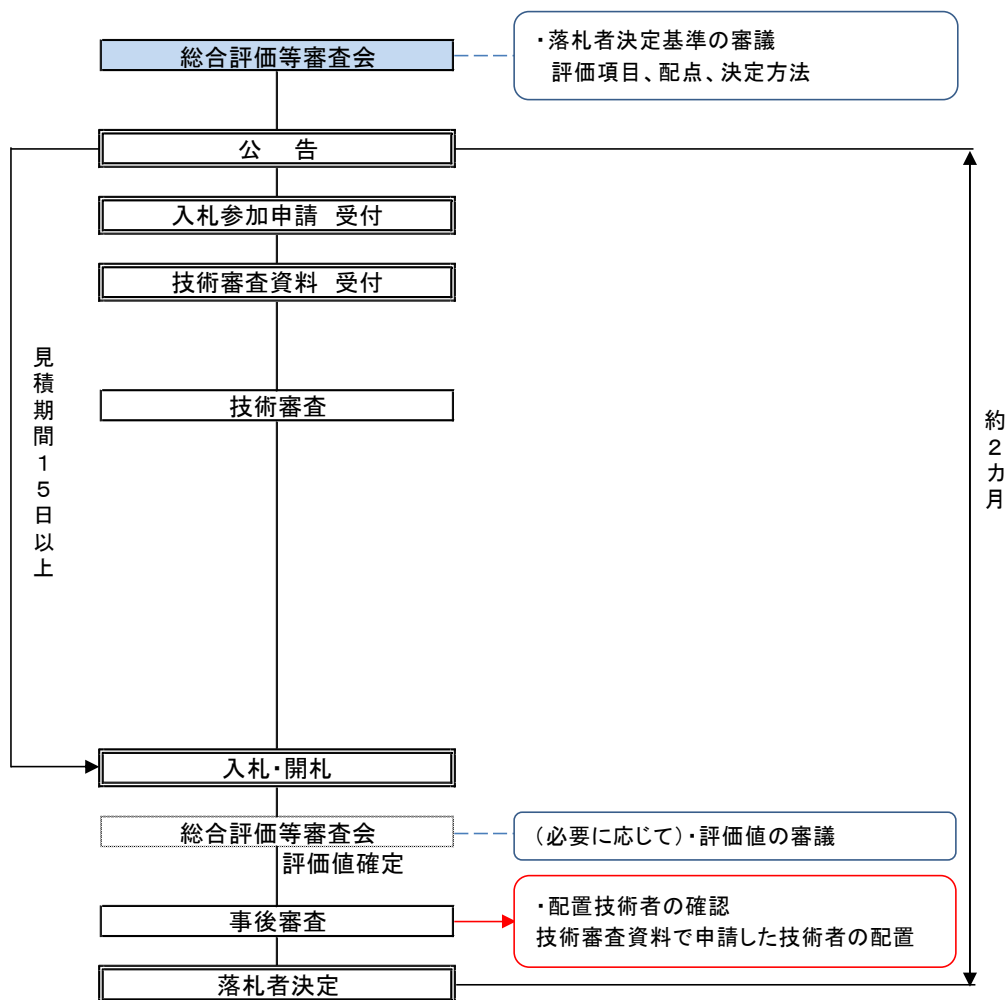 総合評価等審査会
・落札者決定基準の審議
評価項目、配点、決定方法
公　告
入札参加申請　受付
技術審査資料　受付
見積期間１５日以上
技術審査
約２カ月
入札・開札
総合評価等審査会
（必要に応じて）・評価値の審議
評価値確定
事後審査
・配置技術者の確認
技術審査資料で申請した技術者の配置
落札者決定